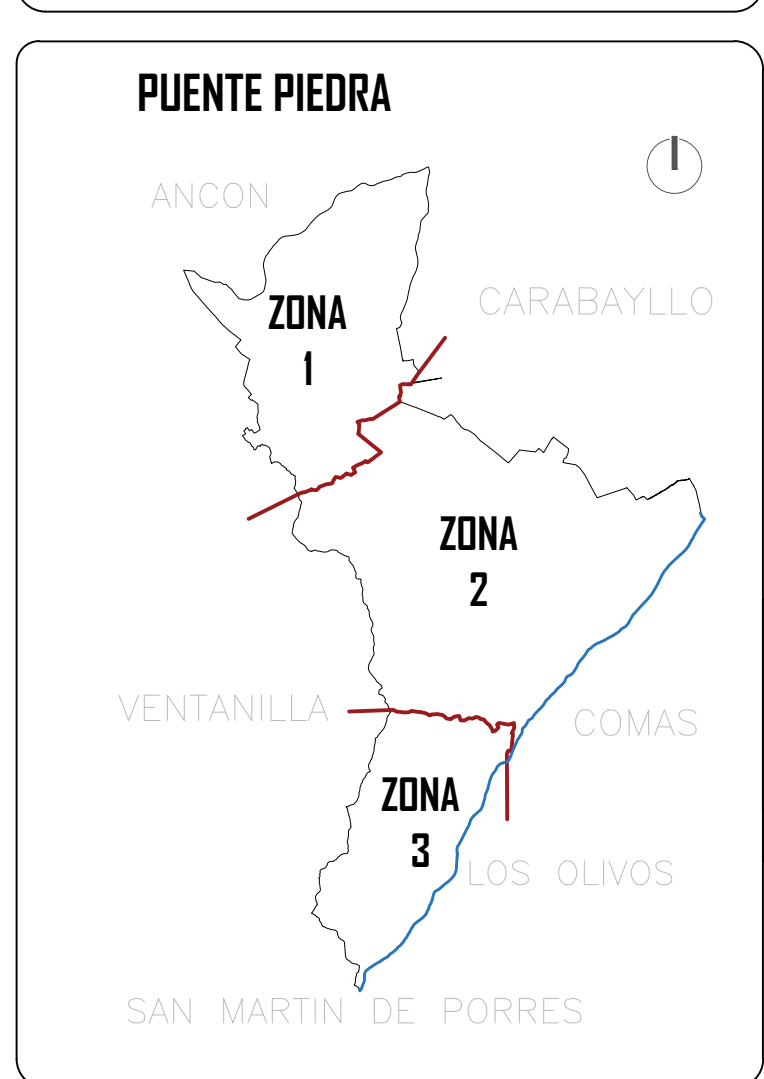 PUENTE PIEDRA
ANCON
CARABAYLLO
ZONA
1
ZONA
2
VENTANILLA
COMAS
ZONA
3
LOS OLIVOS
SAN MARTIN DE PORRES